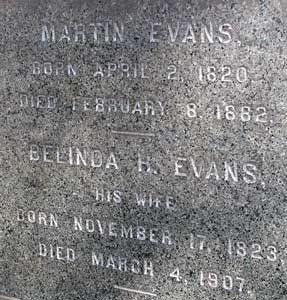 MARTIN EVANS.
BORN APRIL 2, 1820.
DIED FEBRUARY 8, 1882.
BELINDA H. EVANS,
HIS WIFE
BORN NOVEMBER 17, 1823,
DIED MARCH 4, 1907.